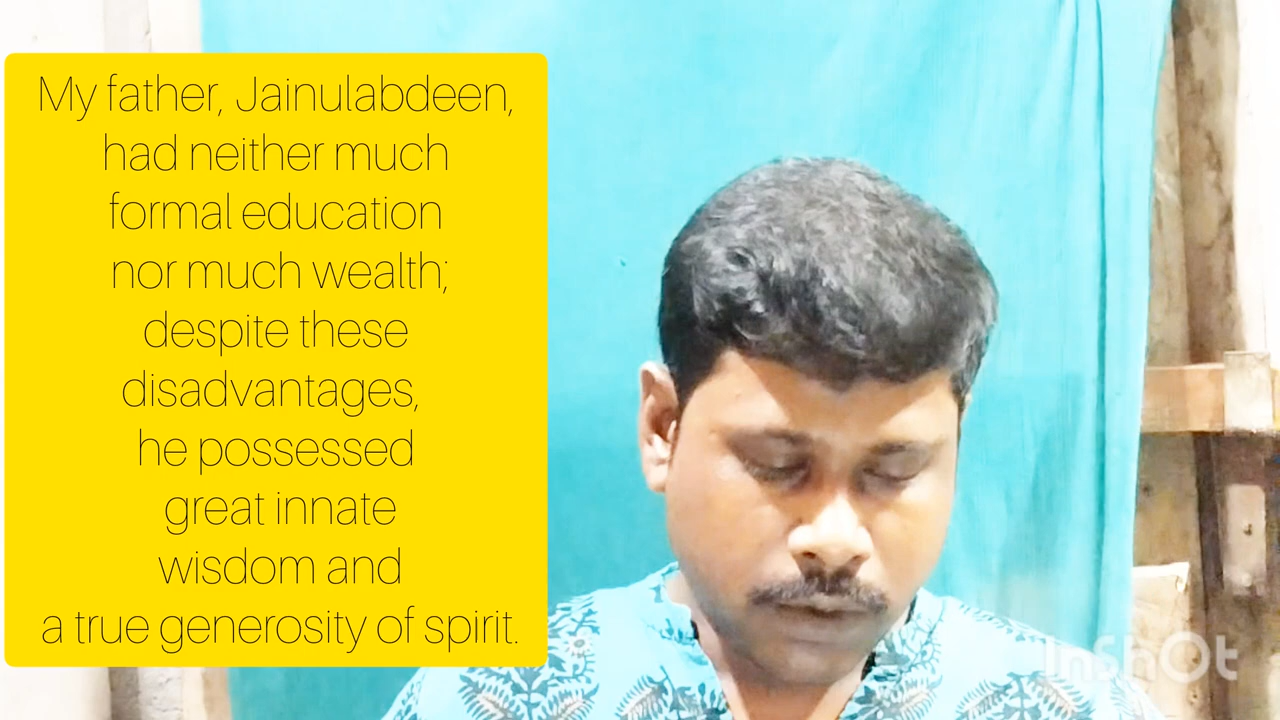 My father, Jainulabdeen,
had neither much
formal education
nor much wealth;
despite these
disadvantages,
he possessed
great innate
wisdom and
a true generosity of spirit.
InShOt